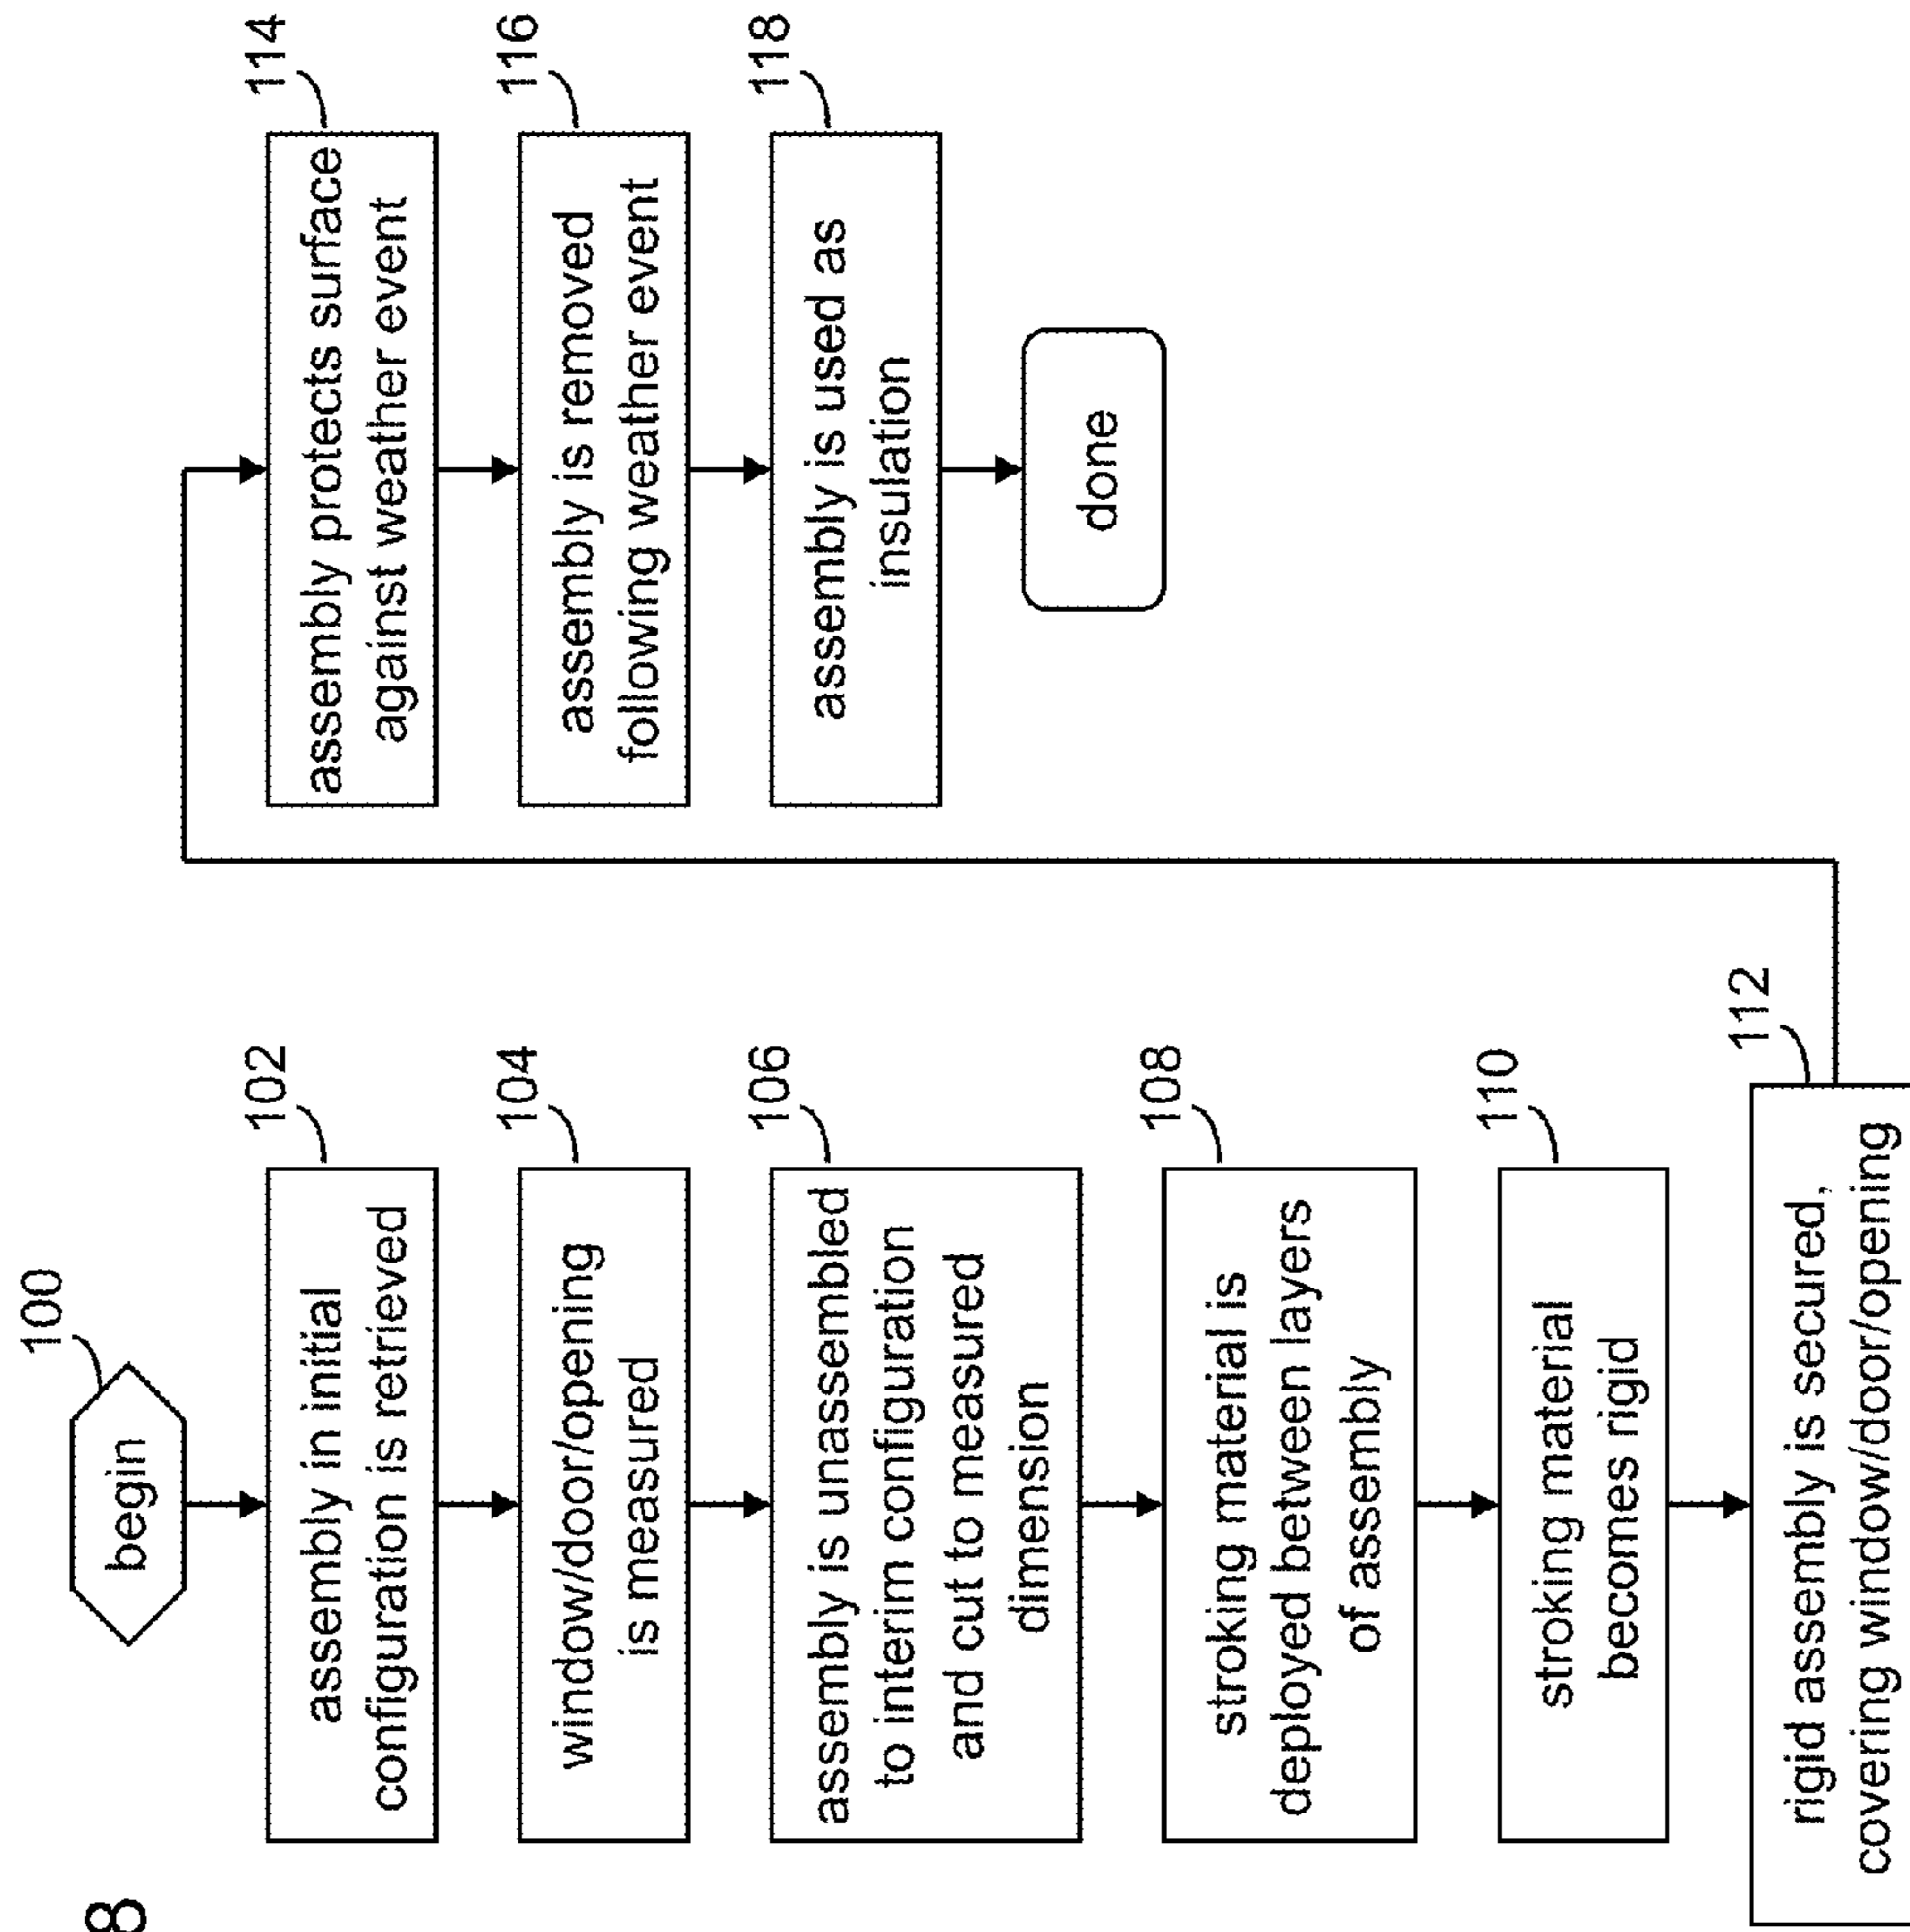 8
100
begin
102
assembly in initial
configuration is retrieved
104
window/door/opening
is measured
106
assembly is unassembled
to interim configuration
and cut to measured
dimension
108
stroking material is
deployed between layers
of assembly
110
stroking material
becomes rigid
112
rigid assembly is secured,
covering window/door/opening
114
assembly protects surface
against weather event
116
assembly is removed
following weather event
118
assembly is used as
insulation
done